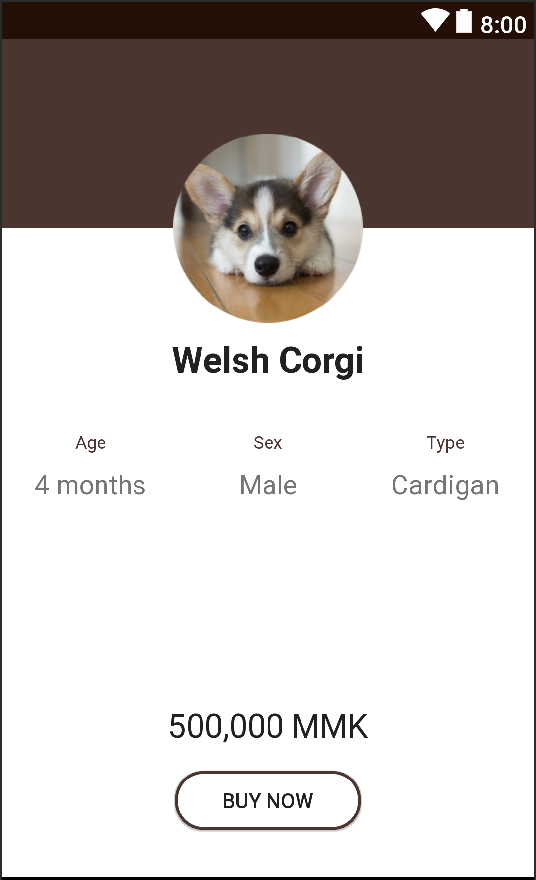 8:00
Welsh Corgi
Age Sex Type
4 months Male Cardigan
500,000 MMK
BUY NOW